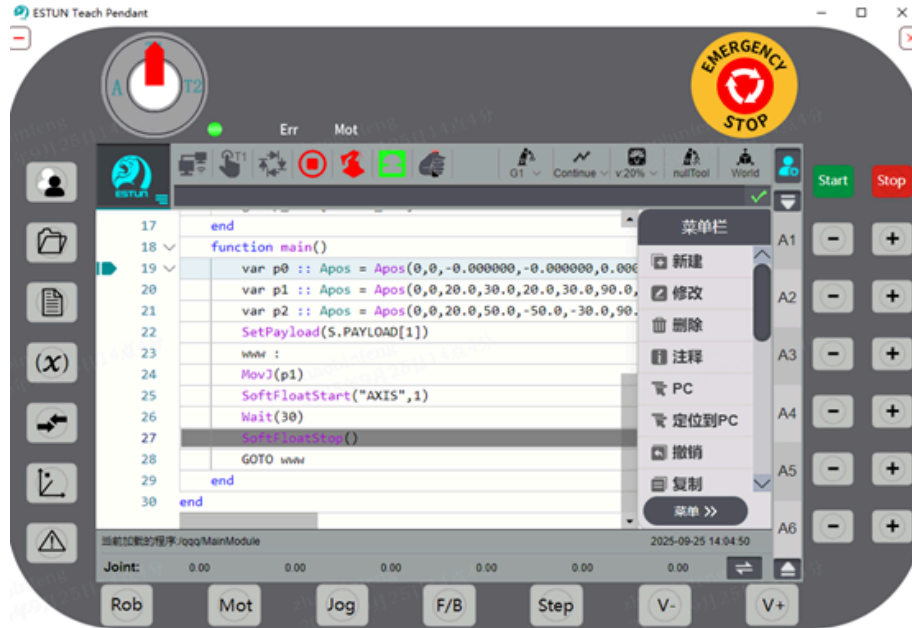 ESTUN Teach Pendant
A T2
EMERGENCY
STOP
Err Mot
T1
ESTUN
G1 Continue v:20% nullTool World
Start Stop
17 end
18 function main()
19 var p0 :: Apos = Apos(0,0,-0.000000,-0.000000,0.000
20 var p1 :: Apos = Apos(0,0,20.0,30.0,20.0,30.0,90.0,
21 var p2 :: Apos = Apos(0,0,20.0,50.0,-50.0,-30.0,90.
22 SetPayload(S.PAYLOAD[1])
23 www :
24 MovJ(p1)
25 SoftFloatStart("AXIS",1)
26 Wait(30)
27 SoftFloatStop()
28 GOTO www
29 end
30 end
菜单栏
新建
修改
删除
注释
PC
定位到PC
撤销
复制
菜单
A1
A2
A3
A4
A5
A6
(x)
当前加载的程序:/qqq/MainModule 2025-09-25 14:04:50
Joint: 0.00 0.00 0.00 0.00 0.00 0.00
Rob Mot Jog F/B Step V- V+